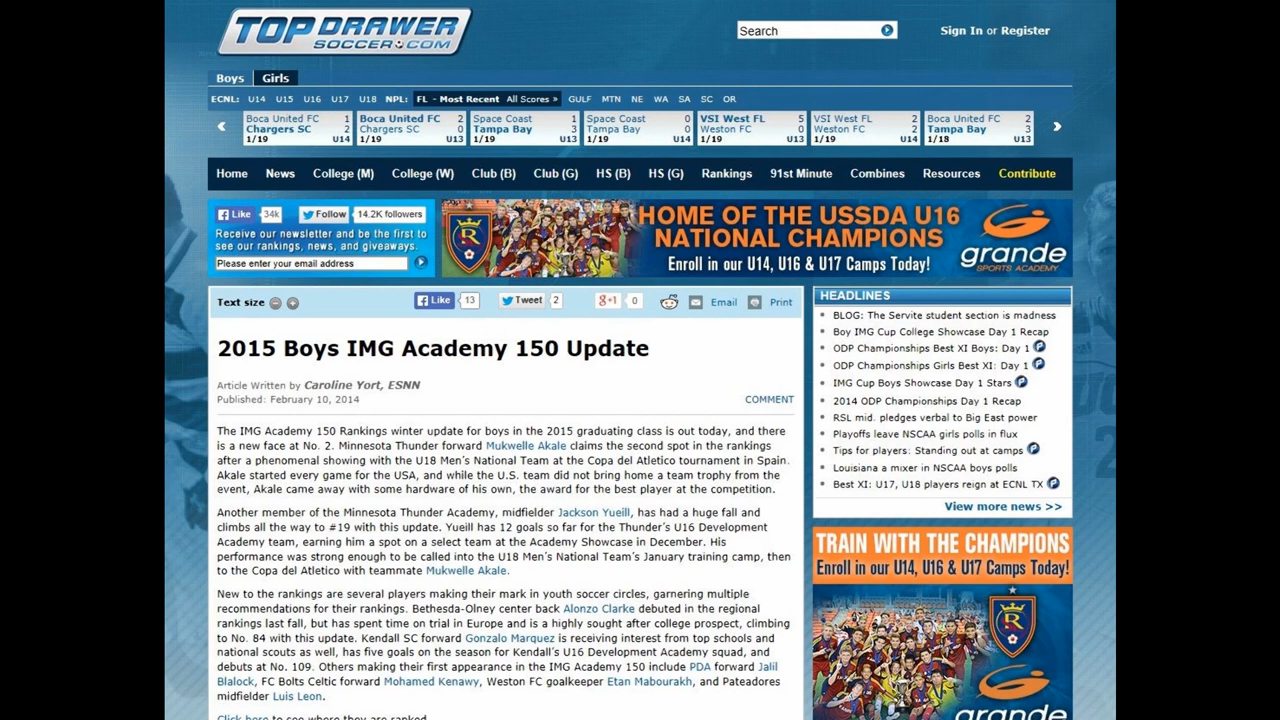 TOP DRAWER
SOCCER.COM
Search
Sign In or Register
Boys Girls
ECNL: U14 U15 U16 U17 U18 NPL: FL - Most Recent All Scores » GULF MTN NE WA SA SC OR
Boca United FC 1
Chargers SC 2
1/19 U14
Boca United FC 2
Chargers SC 0
1/19 U13
Space Coast 1
Tampa Bay 3
1/19 U13
Space Coast 0
Tampa Bay 0
1/19 U14
VSI West FL 5
Weston FC 0
1/19 U13
VSI West FL 2
Weston FC 2
1/19 U14
Boca United FC 2
Tampa Bay 3
1/18 U13
Home News College (M) College (W) Club (B) Club (G) HS (B) HS (G) Rankings 91st Minute Combines Resources Contribute
Like 34k Follow 14.2K followers
Receive our newsletter and be the first to
see our rankings, news, and giveaways.
Please enter your email address
HOME OF THE USSDA U16
NATIONAL CHAMPIONS
Enroll in our U14, U16 & U17 Camps Today!
grande
SPORTS ACADEMY
Text size Like 13 Tweet 2 g+1 0 Email Print
2015 Boys IMG Academy 150 Update
Article Written by Caroline Yort, ESNN
Published: February 10, 2014
COMMENT
The IMG Academy 150 Rankings winter update for boys in the 2015 graduating class is out today, and there
is a new face at No. 2. Minnesota Thunder forward Mukwelle Akale claims the second spot in the rankings
after a phenomenal showing with the U18 Men's National Team at the Copa del Atletico tournament in Spain.
Akale started every game for the USA, and while the U.S. team did not bring home a team trophy from the
event, Akale came away with some hardware of his own, the award for the best player at the competition.
Another member of the Minnesota Thunder Academy, midfielder Jackson Yueill, has had a huge fall and
climbs all the way to #19 with this update. Yueill has 12 goals so far for the Thunder's U16 Development
Academy team, earning him a spot on a select team at the Academy Showcase in December. His
performance was strong enough to be called into the U18 Men's National Team's January training camp, then
to the Copa del Atletico with teammate Mukwelle Akale.
New to the rankings are several players making their mark in youth soccer circles, garnering multiple
recommendations for their rankings. Bethesda-Olney center back Alonzo Clarke debuted in the regional
rankings last fall, but has spent time on trial in Europe and is a highly sought after college prospect, climbing
to No. 84 with this update. Kendall SC forward Gonzalo Marquez is receiving interest from top schools and
national scouts as well, has five goals on the season for Kendall's U16 Development Academy squad, and
debuts at No. 109. Others making their first appearance in the IMG Academy 150 include PDA forward Jalil
Blalock, FC Bolts Celtic forward Mohamed Kenawy, Weston FC goalkeeper Etan Mabourakh, and Pateadores
midfielder Luis Leon.
Click here to see where they are ranked.
HEADLINES
BLOG: The Servite student section is madness
Boy IMG Cup College Showcase Day 1 Recap
ODP Championships Best XI Boys: Day 1 P
ODP Championships Girls Best XI: Day 1 P
IMG Cup Boys Showcase Day 1 Stars P
2014 ODP Championships Day 1 Recap
RSL mid. pledges verbal to Big East power
Playoffs leave NSCAA girls polls in flux
Tips for players: Standing out at camps P
Louisiana a mixer in NSCAA boys polls
Best XI: U17, U18 players reign at ECNL TX P
View more news >>
TRAIN WITH THE CHAMPIONS
Enroll in our U14, U16 & U17 Camps Today!
grande